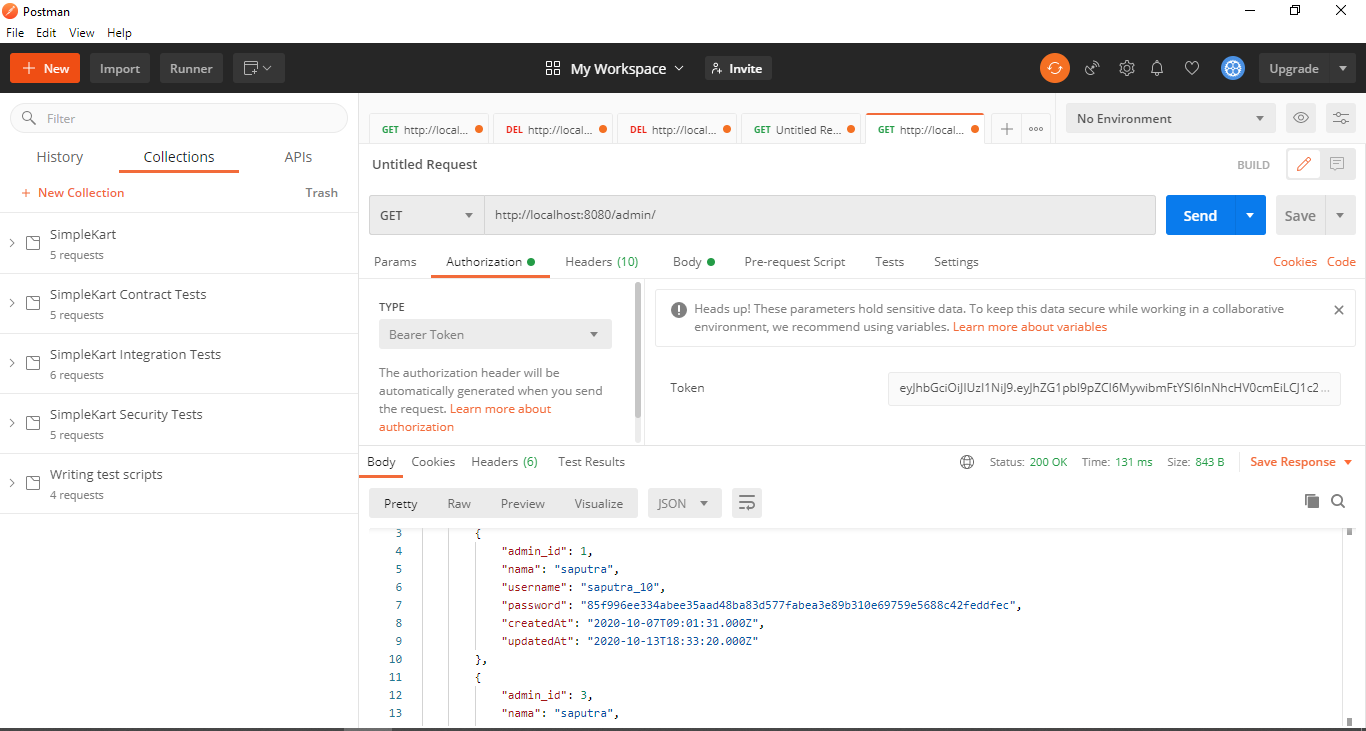 Postman
File Edit View Help
+ New Import Runner My Workspace Invite Upgrade
Filter
History Collections APIs
+ New Collection Trash
SimpleKart
5 requests
SimpleKart Contract Tests
5 requests
SimpleKart Integration Tests
6 requests
SimpleKart Security Tests
5 requests
Writing test scripts
4 requests
GET http://local... DEL http://local... DEL http://local... GET Untitled Re... GET http://local... + ooo No Environment
Untitled Request BUILD
GET http://localhost:8080/admin/ Send Save
Params Authorization Headers (10) Body Pre-request Script Tests Settings Cookies Code
TYPE
Bearer Token
The authorization header will be
automatically generated when you send
the request. Learn more about
authorization
Heads up! These parameters hold sensitive data. To keep this data secure while working in a collaborative
environment, we recommend using variables. Learn more about variables
Token
Body Cookies Headers (6) Test Results Status: 200 OK Time: 131 ms Size: 843 B Save Response
Pretty Raw Preview Visualize JSON
3 {
4 "admin_id": 1,
5 "nama": "saputra",
6 "username": "saputra_10",
7 "password": "85f996ee334abee35aad48ba83d577fabea3e89b310e69759e5688c42feddfec",
8 "createdAt": "2020-10-07T09:01:31.000Z",
9 "updatedAt": "2020-10-13T18:33:20.000Z"
10 },
11 {
12 "admin_id": 3,
13 "nama": "saputra",